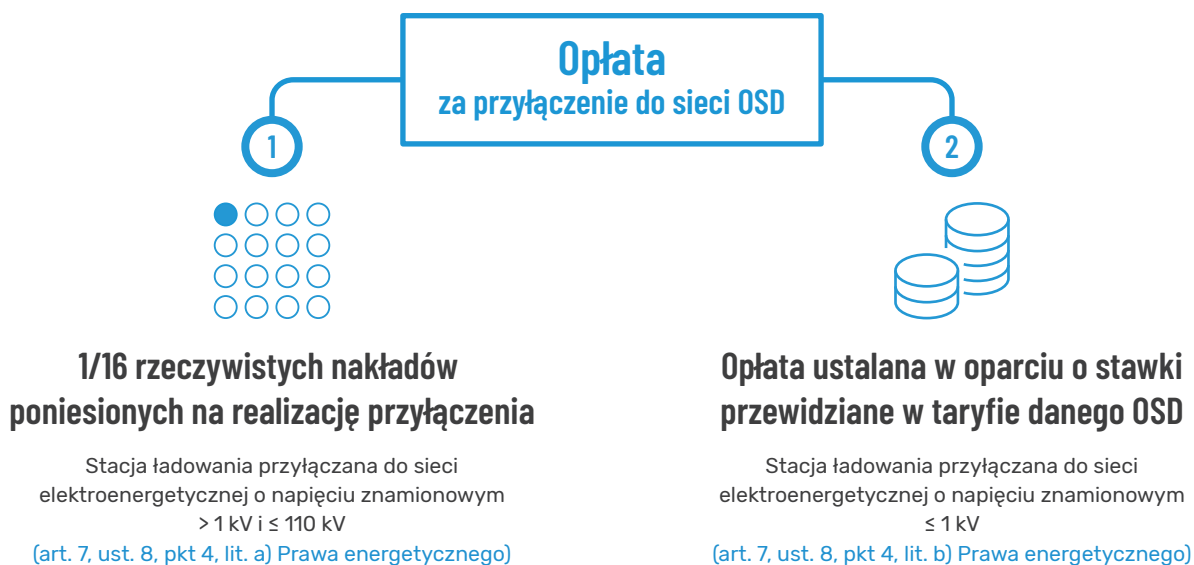 Opłata
za przyłączenie do sieci OSD
1
1/16 rzeczywistych nakładów
poniesionych na realizację przyłączenia
Stacja ładowania przyłączana do sieci
elektroenergetycznej o napięciu znamionowym
> 1 kV i ≤ 110 kV
(art. 7, ust. 8, pkt 4, lit. a) Prawa energetycznego)
2
Opłata ustalana w oparciu o stawki
przewidziane w taryfie danego OSD
Stacja ładowania przyłączana do sieci
elektroenergetycznej o napięciu znamionowym
≤ 1 kV
(art. 7, ust. 8, pkt 4, lit. b) Prawa energetycznego)